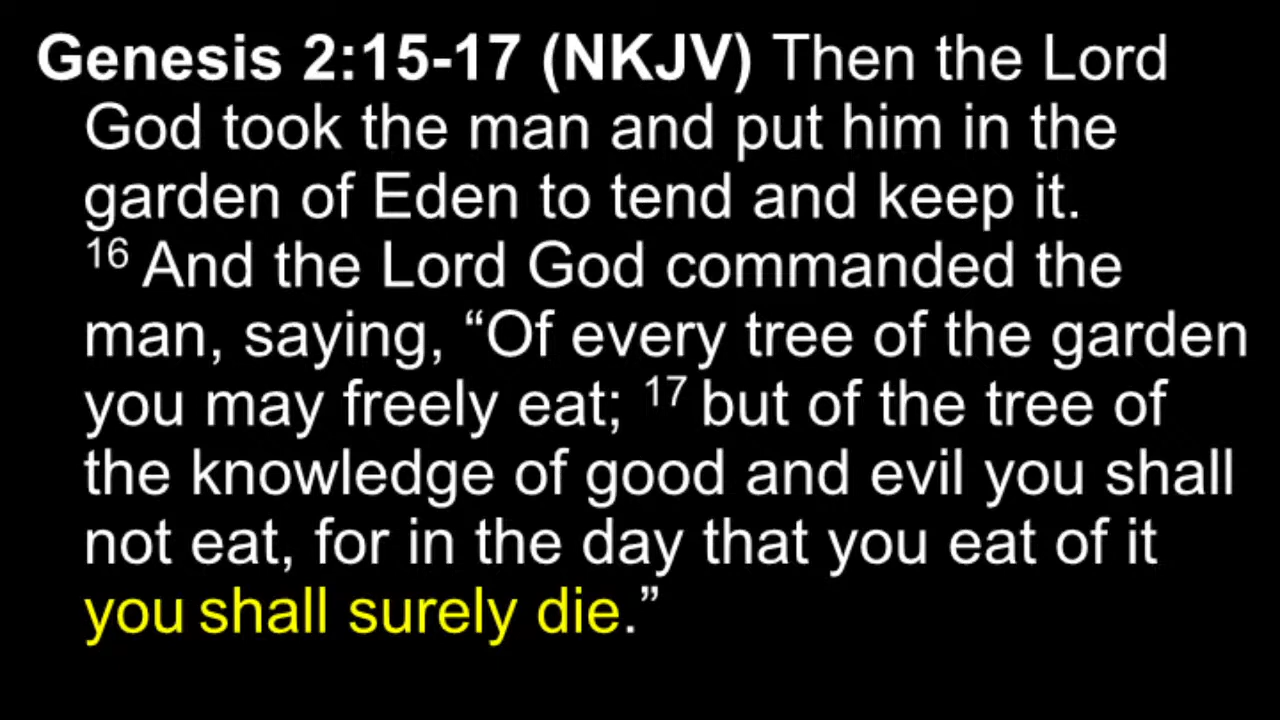 Genesis 2:15-17 (NKJV) Then the Lord
God took the man and put him in the
garden of Eden to tend and keep it.
16 And the Lord God commanded the
man, saying, “Of every tree of the garden
you may freely eat; 17 but of the tree of
the knowledge of good and evil you shall
not eat, for in the day that you eat of it
you shall surely die.”